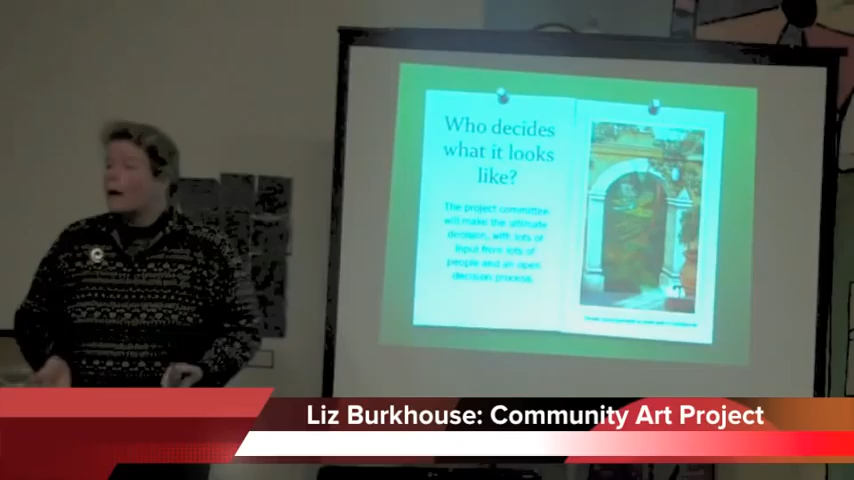 Who decides
what it looks
like?
The project committee
will make the ultimate
decision, with lots of
input from lots of
people and an open
decision process.
Liz Burkhouse: Community Art Project